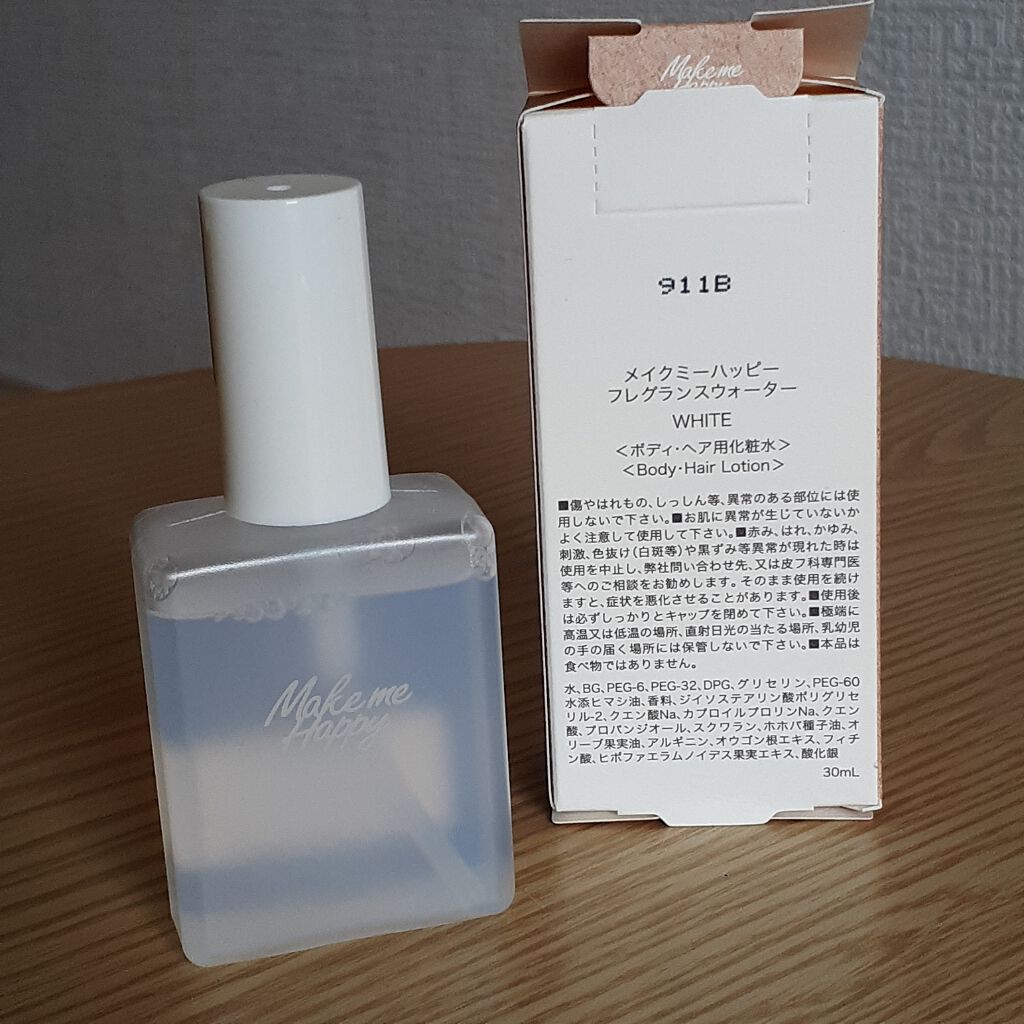 Make me
Happy
911B
メイクミーハッピー
フレグランスウォーター
WHITE
＜ボディ・ヘア用化粧水＞
＜Body・Hair Lotion＞
■傷やはれもの、しっしん等、異常のある部位には使
用しないで下さい。■お肌に異常が生じていないか
よく注意して使用して下さい。■赤み、はれ、かゆみ、
刺激、色抜け(白斑等)や黒ずみ等異常が現れた時は
使用を中止し、弊社問い合わせ先、又は皮フ科専門医
等へのご相談をお勧めします。そのまま使用を続け
ますと、症状を悪化させることがあります。■使用後
は必ずしっかりとキャップを閉めて下さい。■極端に
高温又は低温の場所、直射日光の当たる場所、乳幼児
の手の届く場所には保管しないで下さい。■本品は
食べ物ではありません。
水、BG、PEG-6、PEG-32、DPG、グリセリン、PEG-60
水添ヒマシ油、香料、ジイソステアリン酸ポリグリセ
リル-2、クエン酸Na、カプロイルプロリンNa、クエン
酸、プロパンジオール、スクワラン、ホホバ種子油、オ
リーブ果実油、アルギニン、オウゴン根エキス、フィチ
ン酸、ヒポファエラムノイデス果実エキス、酸化銀
30mL
Make me
Happy